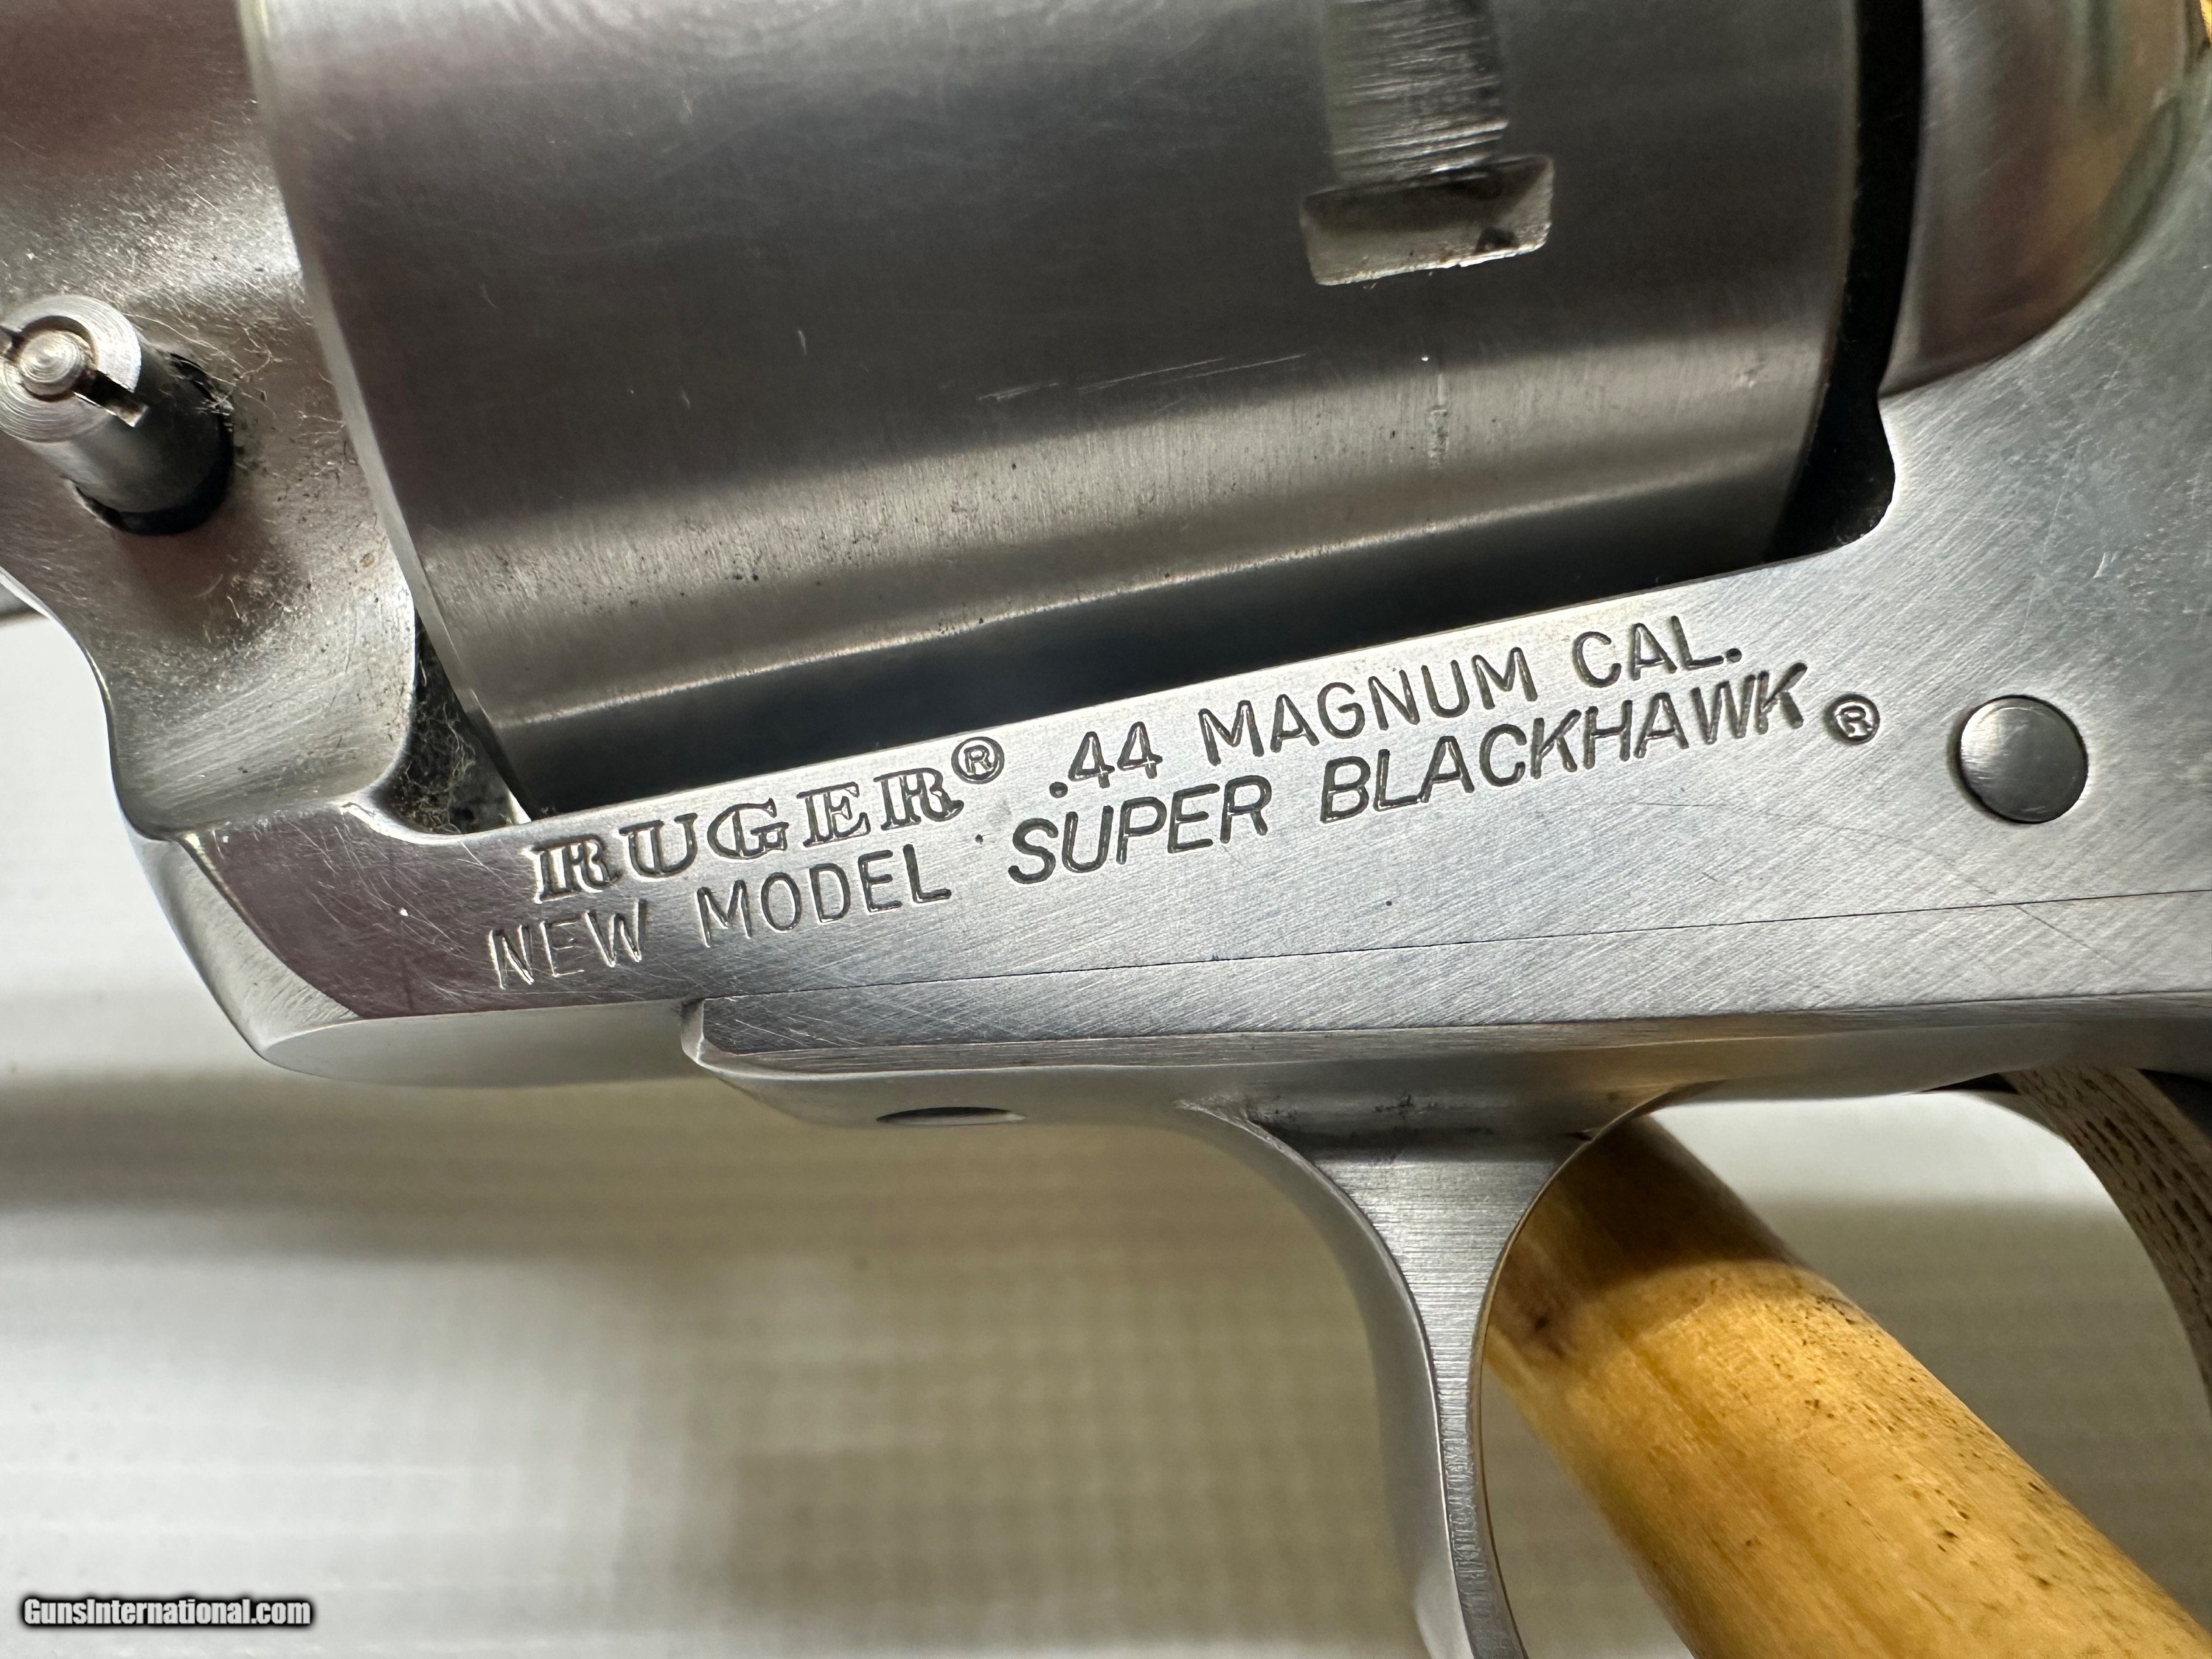 RUGER® .44 MAGNUM CAL.
NEW MODEL SUPER BLACKHAWK®
GunsInternational.com